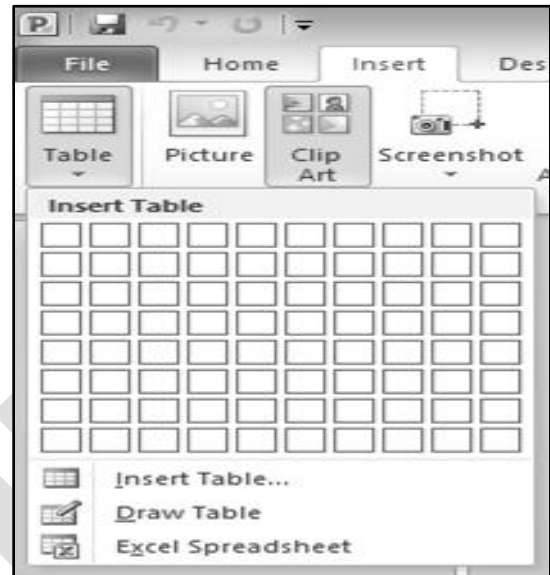 P
File Home Insert Des
Table Picture Clip Art Screenshot
Insert Table
Insert Table...
Draw Table
Excel Spreadsheet